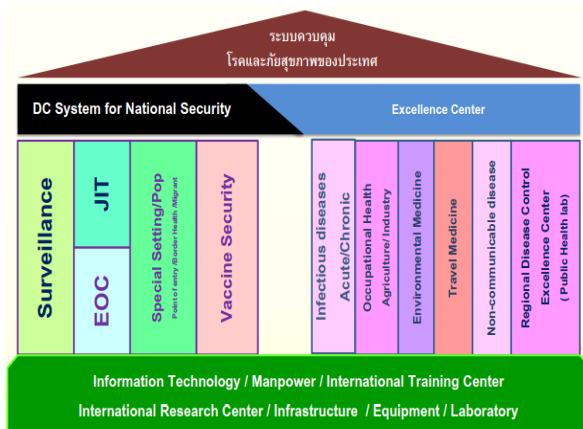 ระบบควบคุม
โรคและภัยสุขภาพของประเทศ
DC System for National Security
Excellence Center
Surveillance
JIT
EOC
Special Setting/Pop
Point of entry /Border Health /Migrant
Vaccine Security
Infectious diseases
Acute/Chronic
Occupational Health
Agriculture/ Industry
Environmental Medicine
Travel Medicine
Non-communicable disease
Regional Disease Control
Excellence Center
( Public Health lab)
Information Technology / Manpower / International Training Center
International Research Center / Infrastructure / Equipment / Laboratory